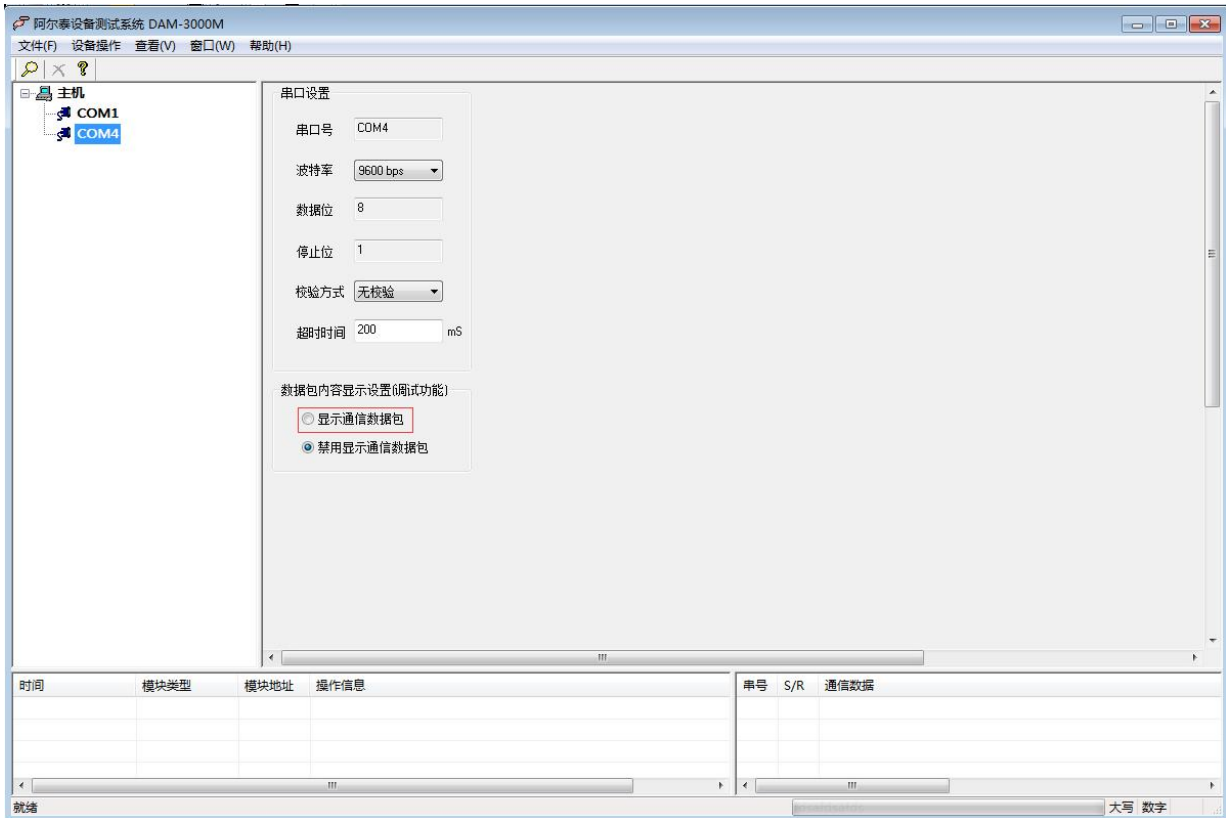 阿尔泰设备测试系统 DAM-3000M
文件(F) 设备操作 查看(V) 窗口(W) 帮助(H)
主机
COM1
COM4
串口设置
串口号 COM4
波特率 9600 bps
数据位 8
停止位 1
校验方式 无校验
超时时间 200 mS
数据包内容显示设置(调试功能)
显示通信数据包
禁用显示通信数据包
时间 模块类型 模块地址 操作信息
串号 S/R 通信数据
就绪
大写 数字